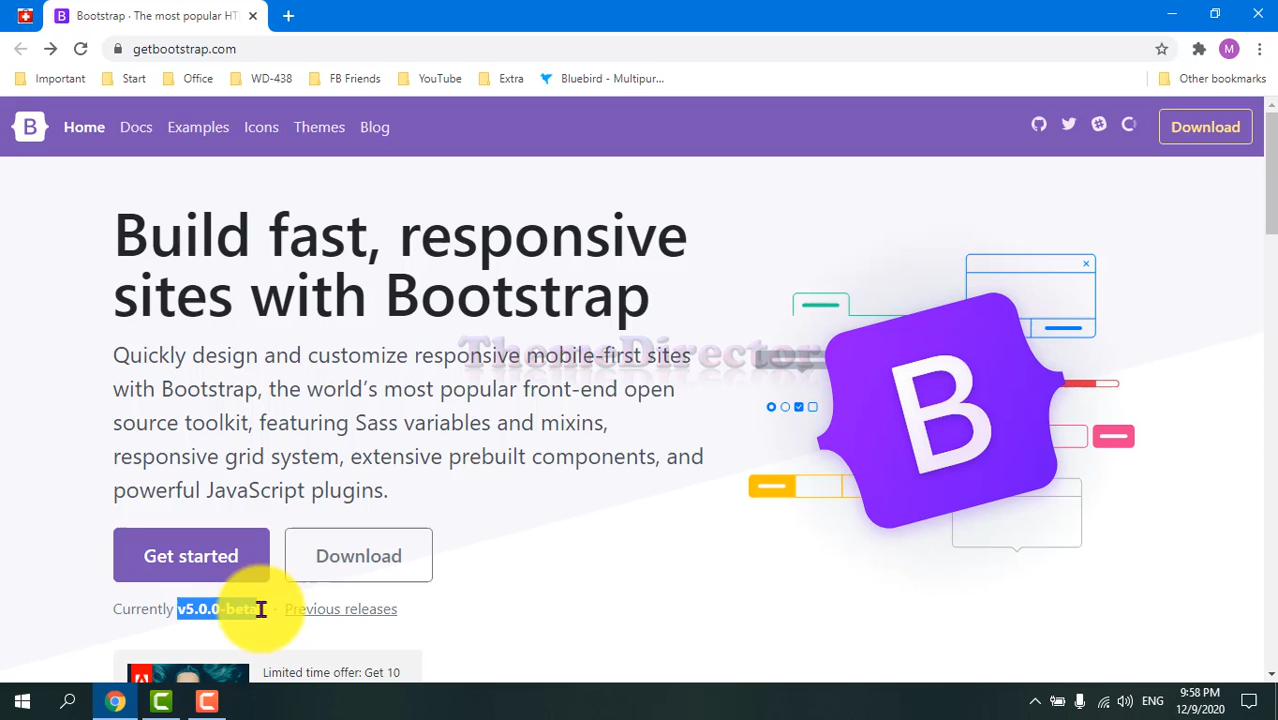 Bootstrap · The most popular HT
getbootstrap.com
M
Important
Start
Office
WD-438
FB Friends
YouTube
Extra
Bluebird - Multipur...
Other bookmarks
B
Home
Docs
Examples
Icons
Themes
Blog
Download
Build fast, responsive
sites with Bootstrap
ThemeDirector
Quickly design and customize responsive mobile-first sites
with Bootstrap, the world's most popular front-end open
source toolkit, featuring Sass variables and mixins,
responsive grid system, extensive prebuilt components, and
powerful JavaScript plugins.
B
Get started
Download
Currently v5.0.0-beta1 · Previous releases
Limited time offer: Get 10
ENG
9:58 PM
12/9/2020